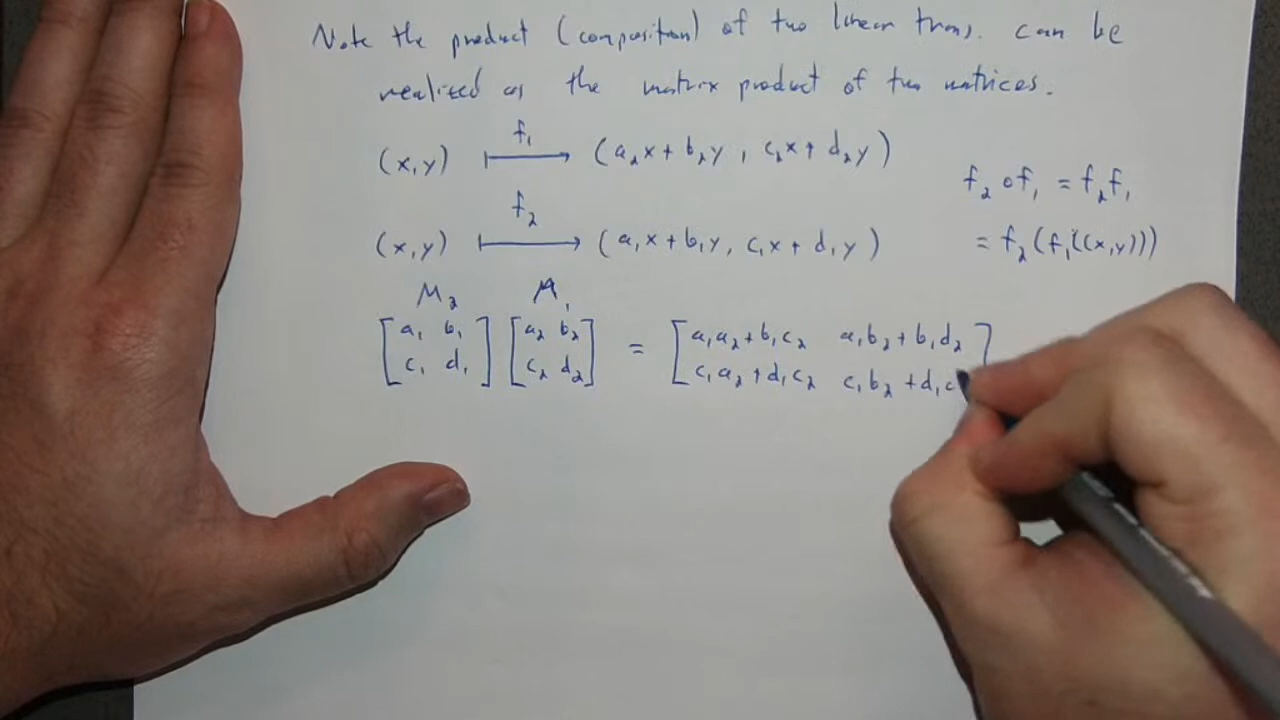 Note the product (composition) of two linear trans. can be
realized as the matrix product of two matrices.
(x,y) ⟼ f₁ (a₂x + b₂y , c₂x + d₂y)
f₂ ∘ f₁ = f₂f₁
(x,y) ⟼ f₂ (a₁x + b₁y, c₁x + d₁y)
= f₂(f₁((x,y)))
M₂ M₁
[a₁ b₁ [a₂ b₂ = [a₁a₂ + b₁c₂ a₁b₂ + b₁d₂]
c₁ d₁] c₂ d₂] c₁a₂ + d₁c₂ c₁b₂ + d₁